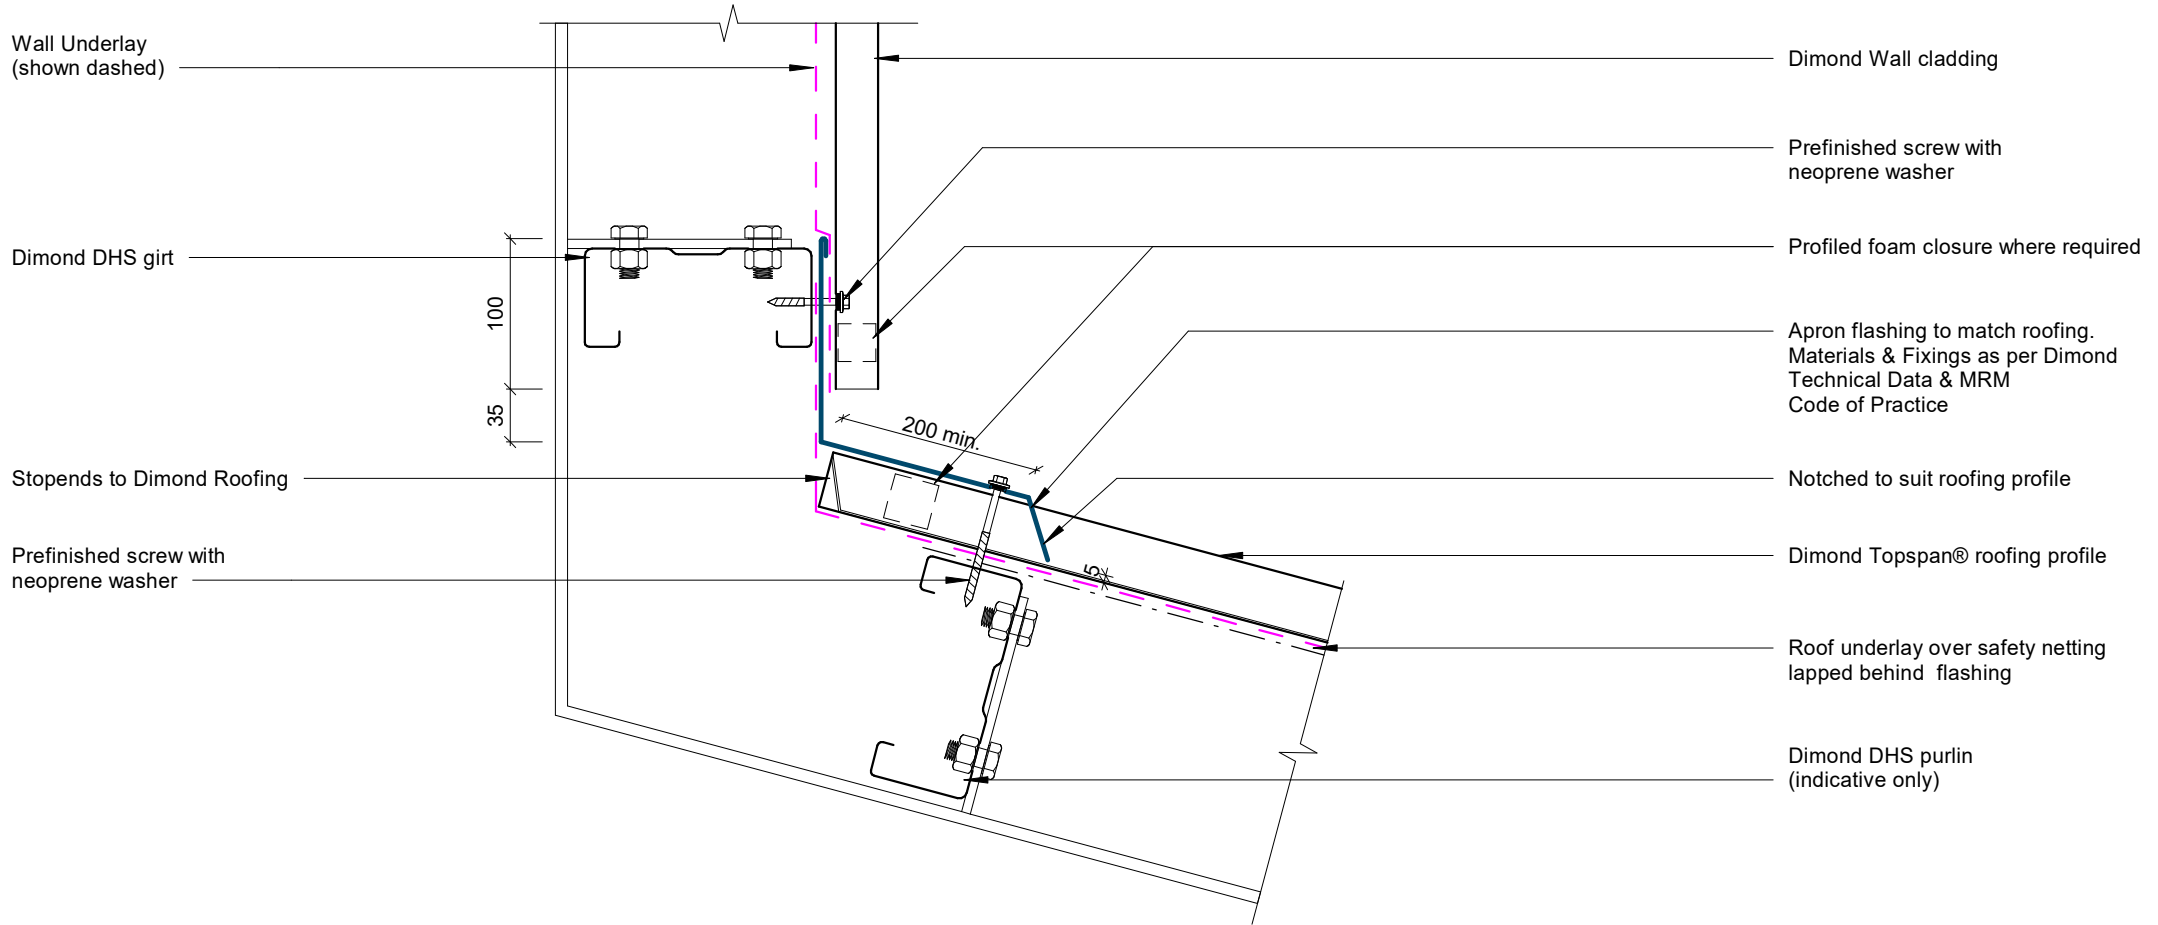 Wall Underlay
(shown dashed)
Dimond DHS girt
100
35
Stopends to Dimond Roofing
Prefinished screw with
neoprene washer
200 min.
5
Dimond Wall cladding
Prefinished screw with
neoprene washer
Profiled foam closure where required
Apron flashing to match roofing.
Materials & Fixings as per Dimond
Technical Data & MRM
Code of Practice
Notched to suit roofing profile
Dimond Topspan® roofing profile
Roof underlay over safety netting
lapped behind  flashing
Dimond DHS purlin
(indicative only)